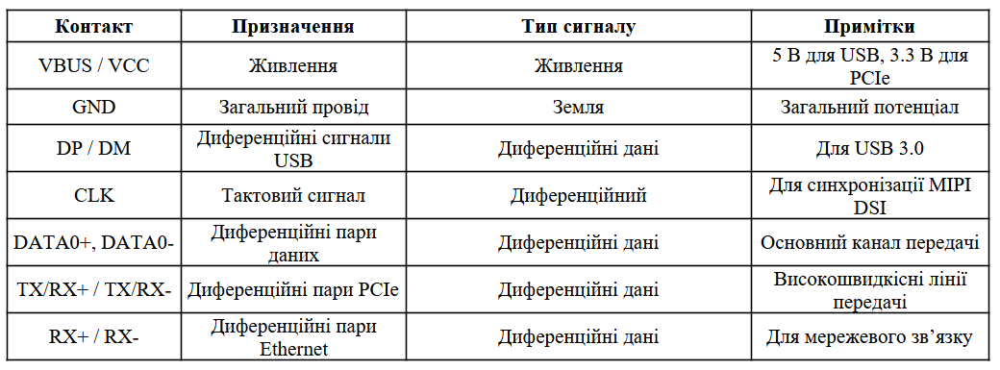 Контакт Призначення Тип сигналу Примітки
VBUS / VCC Живлення Живлення 5 В для USB, 3.3 В для
PCIe
GND Загальний провід Земля Загальний потенціал
DP / DM Диференційні сигнали
USB Диференційні дані Для USB 3.0
CLK Тактовий сигнал Диференційний Для синхронізації MIPI
DSI
DATA0+, DATA0- Диференційні пари
даних Диференційні дані Основний канал передачі
TX/RX+ / TX/RX- Диференційні пари PCIe Диференційні дані Високошвидкісні лінії
передачі
RX+ / RX- Диференційні пари
Ethernet Диференційні дані Для мережевого зв’язку